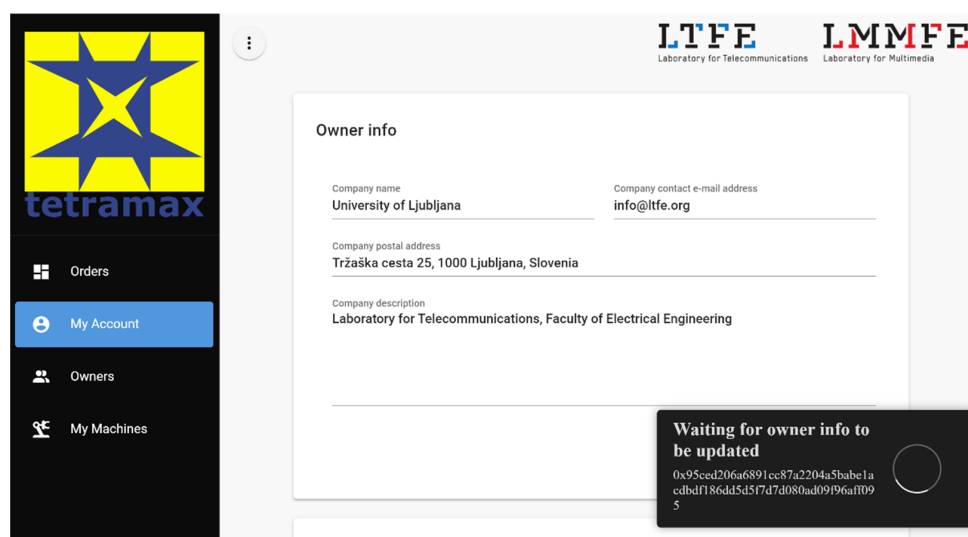 tetramax
Orders
My Account
Owners
My Machines
LTFE
Laboratory for Telecommunications
LMMFE
Laboratory for Multimedia
Owner info
Company name
University of Ljubljana
Company contact e-mail address
info@ltfe.org
Company postal address
Tržaška cesta 25, 1000 Ljubljana, Slovenia
Company description
Laboratory for Telecommunications, Faculty of Electrical Engineering
Waiting for owner info to
be updated
0x95ced206a6891cc87a2204a5babe1a
cdbdf186dd5d5f7d7d080ad09f96aff09
5